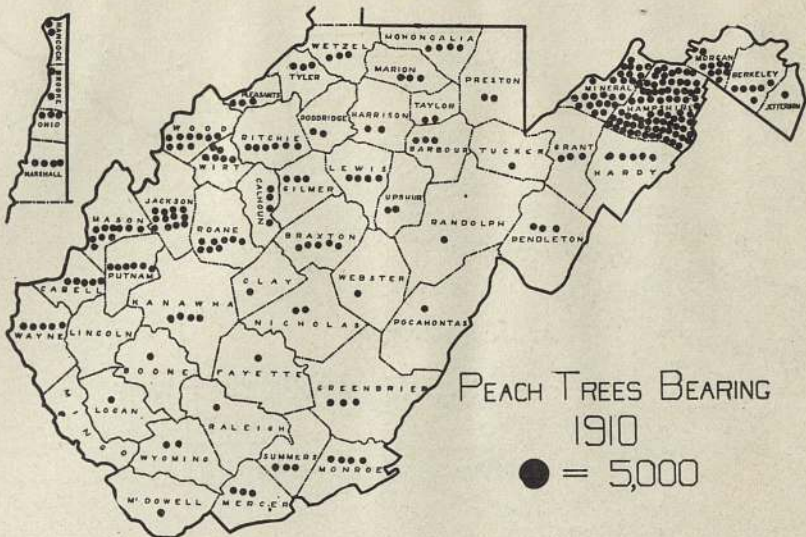 HANCOCK
BROOKE
OHIO
MARSHALL
WETZEL
MONONGALIA
MARION
TYLER
PLEASANTS
PRESTON
TAYLOR
DODDRIDGE
HARRISON
WOOD
RITCHIE
WIRT
BARBOUR
TUCKER
GRANT
MINERAL
HAMPSHIRE
MORGAN
BERKELEY
JEFFERSON
HARDY
CALHOUN
GILMER
LEWIS
UPSHUR
RANDOLPH
PENDLETON
MASON
JACKSON
ROANE
BRAXTON
PUTNAM
CABELL
KANAWHA
CLAY
WEBSTER
NICHOLAS
POCAHONTAS
WAYNE
LINCOLN
BOONE
FAYETTE
GREENBRIER
LOGAN
MINGO
RALEIGH
WYOMING
SUMMERS
MONROE
McDOWELL
MERCER
PEACH TREES BEARING
1910
● = 5,000